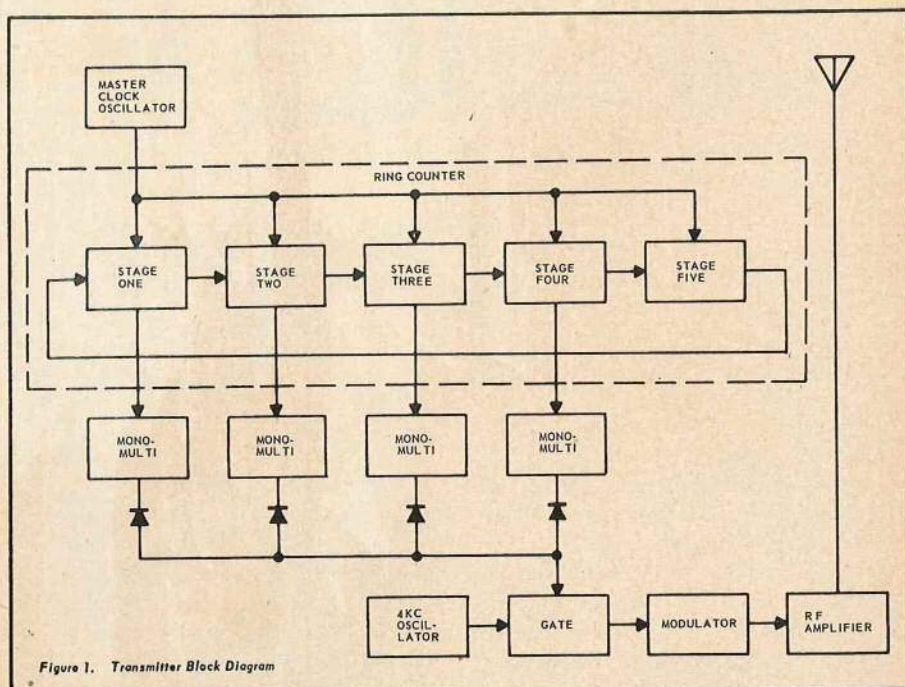 MASTER
CLOCK
OSCILLATOR
RING COUNTER
STAGE
ONE
STAGE
TWO
STAGE
THREE
STAGE
FOUR
STAGE
FIVE
MONO-
MULTI
MONO-
MULTI
MONO-
MULTI
MONO-
MULTI
4KC
OSCIL-
LATOR
GATE
MODULATOR
RF
AMPLIFIER
Figure 1. Transmitter Block Diagram